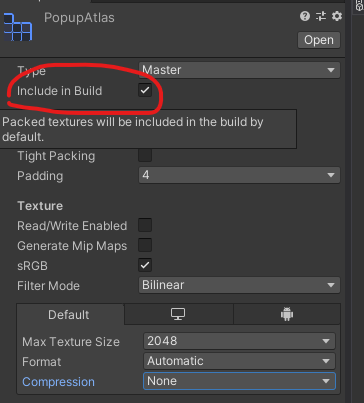 PopupAtlas
Open
Type Master
Include in Build
Packed textures will be included in the build by
default.
Tight Packing
Padding 4
Texture
Read/Write Enabled
Generate Mip Maps
sRGB
Filter Mode Bilinear
Default
Max Texture Size 2048
Format Automatic
Compression None